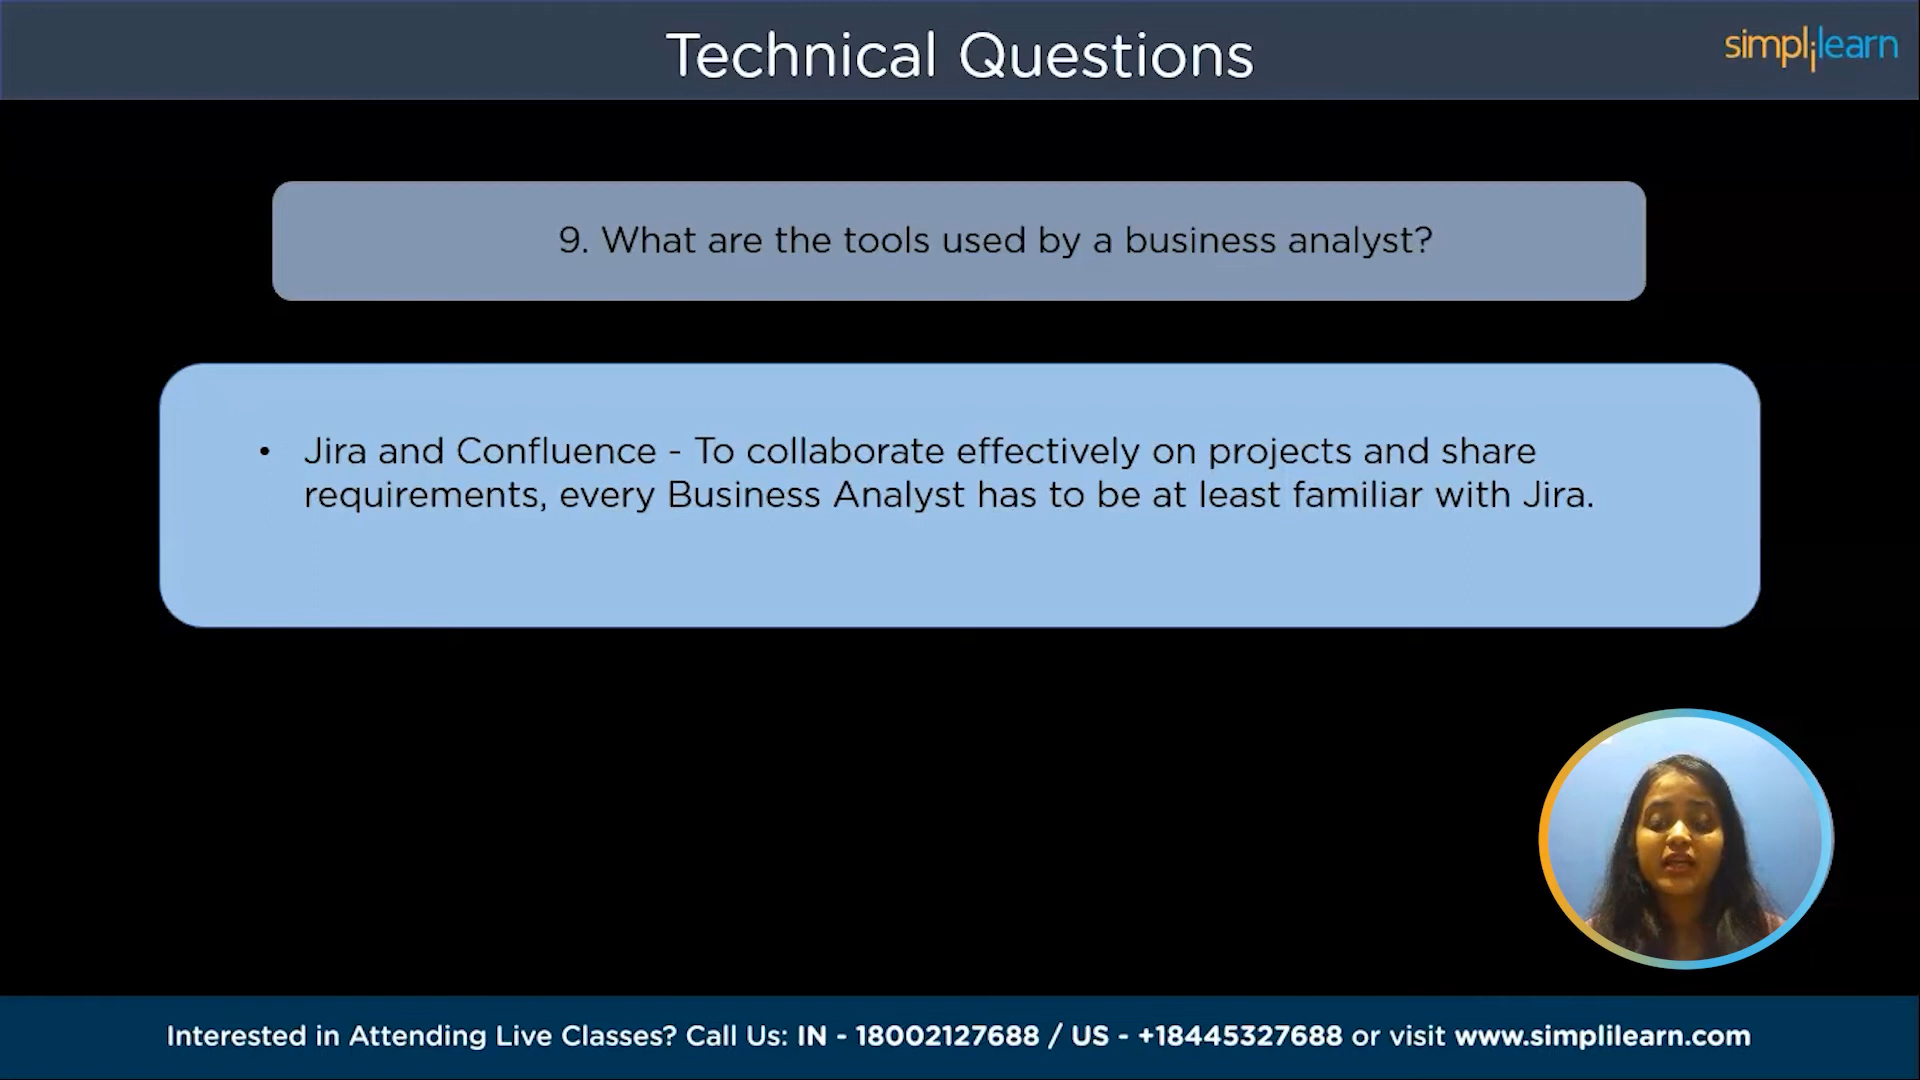 Technical Questions
simplilearn
9. What are the tools used by a business analyst?
• Jira and Confluence - To collaborate effectively on projects and share
requirements, every Business Analyst has to be at least familiar with Jira.
Interested in Attending Live Classes? Call Us: IN - 18002127688 / US - +18445327688 or visit www.simplilearn.com